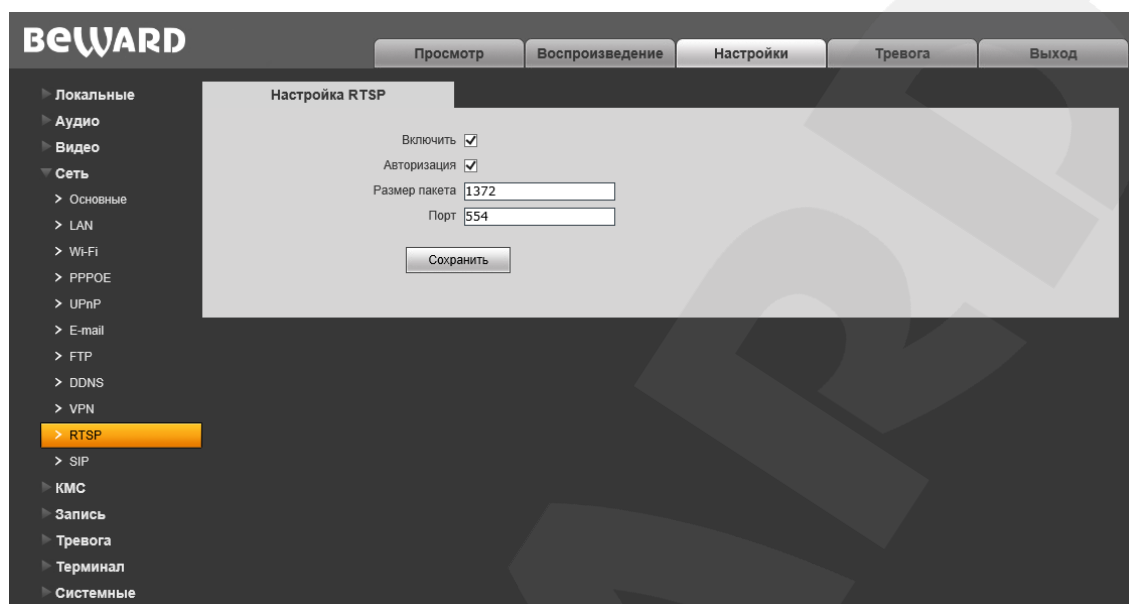 BEWARD
Просмотр
Воспроизведение
Настройки
Тревога
Выход
Локальные
Аудио
Видео
Сеть
Основные
LAN
Wi-Fi
PPPOE
UPnP
E-mail
FTP
DDNS
VPN
RTSP
SIP
КМС
Запись
Тревога
Терминал
Системные
Настройка RTSP
Включить
Авторизация
Размер пакета 1372
Порт 554
Сохранить